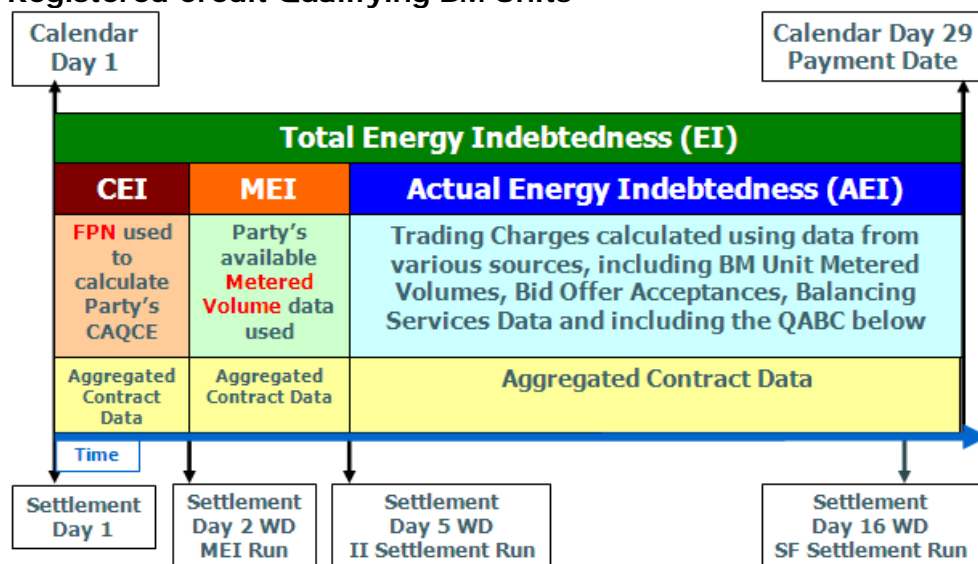 Registered credit Qualifying BM Units
Calendar
Day 1
Calendar Day 29
Payment Date
Total Energy Indebtedness (EI)
CEI
MEI
Actual Energy Indebtedness (AEI)
FPN used
to
calculate
Party's
CAQCE
Party's
available
Metered
Volume data
used
Trading Charges calculated using data from
various sources, including BM Unit Metered
Volumes, Bid Offer Acceptances, Balancing
Services Data and including the QABC below
Aggregated
Contract
Data
Aggregated
Contract Data
Aggregated Contract Data
Time
Settlement
Day 1
Settlement
Day 2 WD
MEI Run
Settlement
Day 5 WD
II Settlement Run
Settlement
Day 16 WD
SF Settlement Run